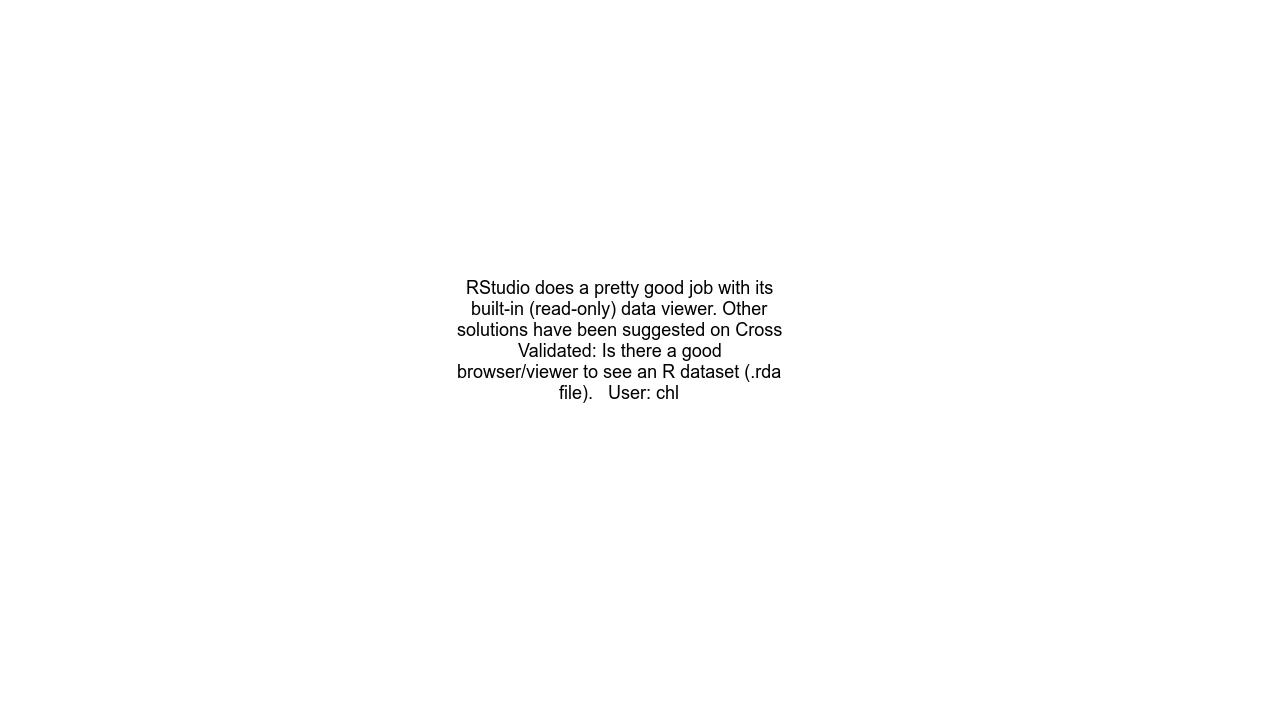 RStudio does a pretty good job with its
built-in (read-only) data viewer. Other
solutions have been suggested on Cross
Validated: Is there a good
browser/viewer to see an R dataset (.rda
file).   User: chl